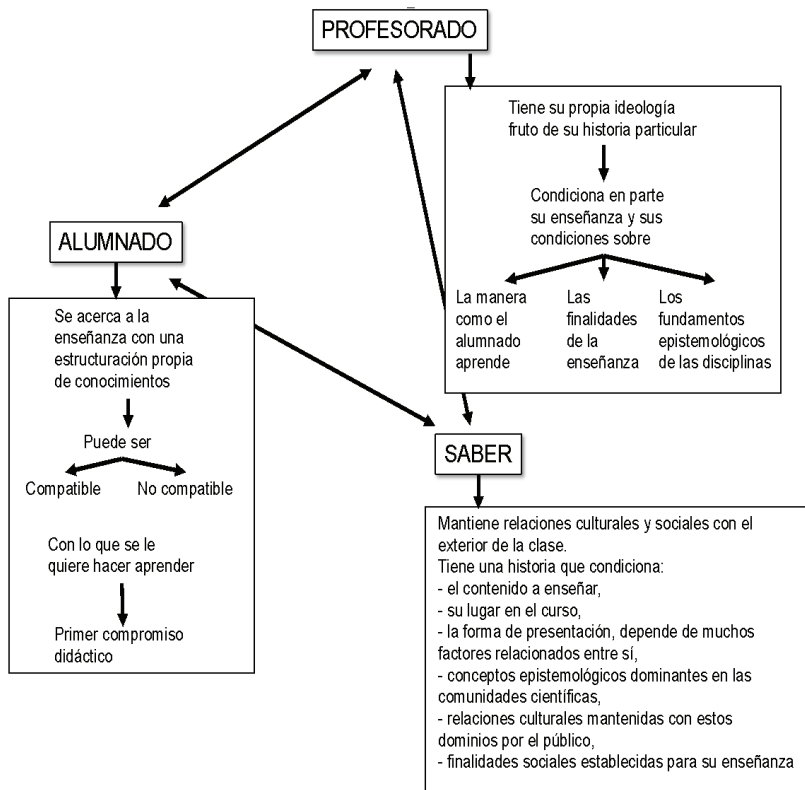 PROFESORADO
Tiene su propia ideología
fruto de su historia particular
Condiciona en parte
su enseñanza y sus
condiciones sobre
La manera
como el
alumnado
aprende
Las
finalidades
de la
enseñanza
Los
fundamentos
epistemológicos
de las disciplinas
ALUMNADO
Se acerca a la
enseñanza con una
estructuración propia
de conocimientos
Puede ser
Compatible
No compatible
Con lo que se le
quiere hacer aprender
Primer compromiso
didáctico
SABER
Mantiene relaciones culturales y sociales con el
exterior de la clase.
Tiene una historia que condiciona:
- el contenido a enseñar,
- su lugar en el curso,
- la forma de presentación, depende de muchos
factores relacionados entre sí,
- conceptos epistemológicos dominantes en las
comunidades científicas,
- relaciones culturales mantenidas con estos
dominios por el público,
- finalidades sociales establecidas para su enseñanza